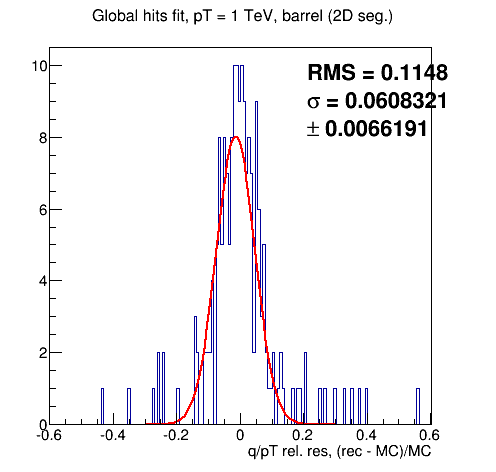 Global hits fit, pT = 1 TeV, barrel (2D seg.)
RMS = 0.1148
σ = 0.0608321
± 0.0066191
10
8
6
4
2
0
-0.6 -0.4 -0.2 0 0.2 0.4 0.6
q/pT rel. res, (rec - MC)/MC